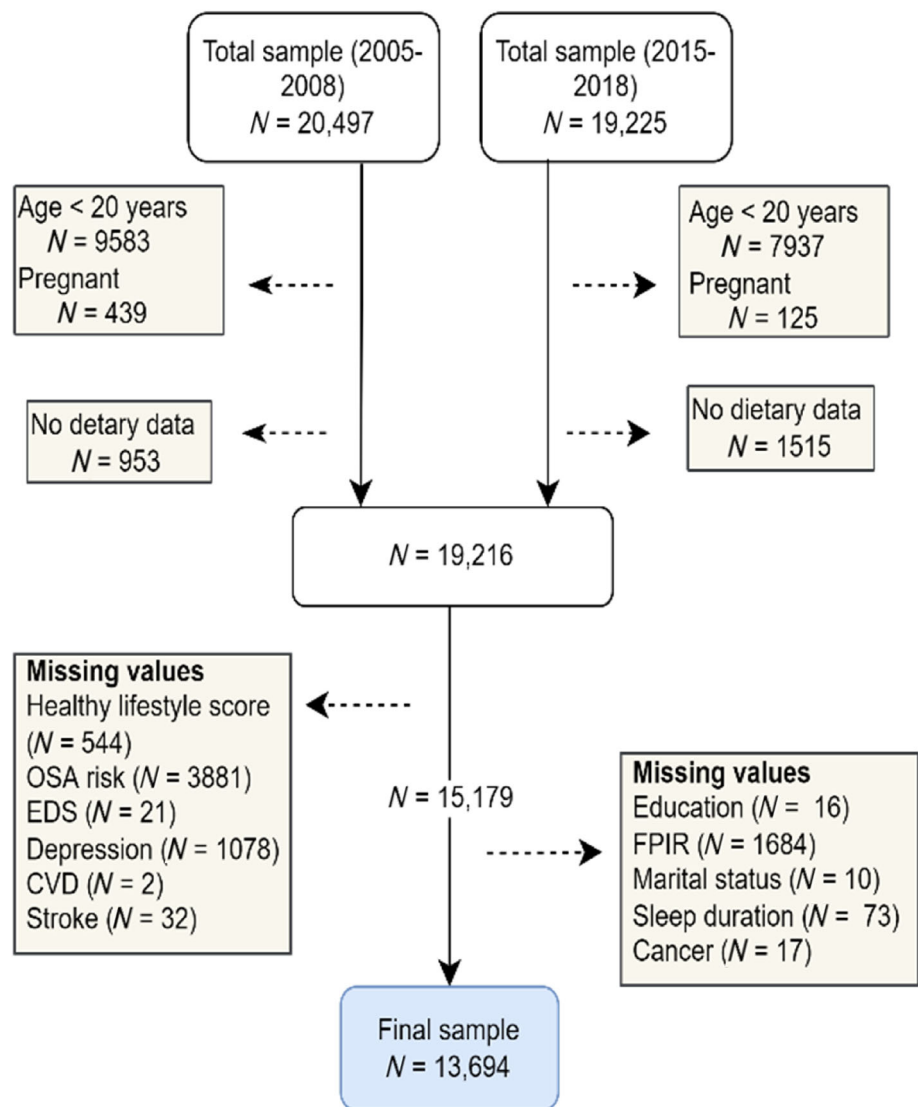 Total sample (2005-
2008)
N = 20,497
Total sample (2015-
2018)
N = 19,225
Age < 20 years
N = 9583
Pregnant
N = 439
Age < 20 years
N = 7937
Pregnant
N = 125
No detary data
N = 953
No dietary data
N = 1515
N = 19,216
Missing values
Healthy lifestyle score
(N = 544)
OSA risk (N = 3881)
EDS (N = 21)
Depression (N = 1078)
CVD (N = 2)
Stroke (N = 32)
N = 15,179
Missing values
Education (N = 16)
FPIR (N = 1684)
Marital status (N = 10)
Sleep duration (N = 73)
Cancer (N = 17)
Final sample
N = 13,694